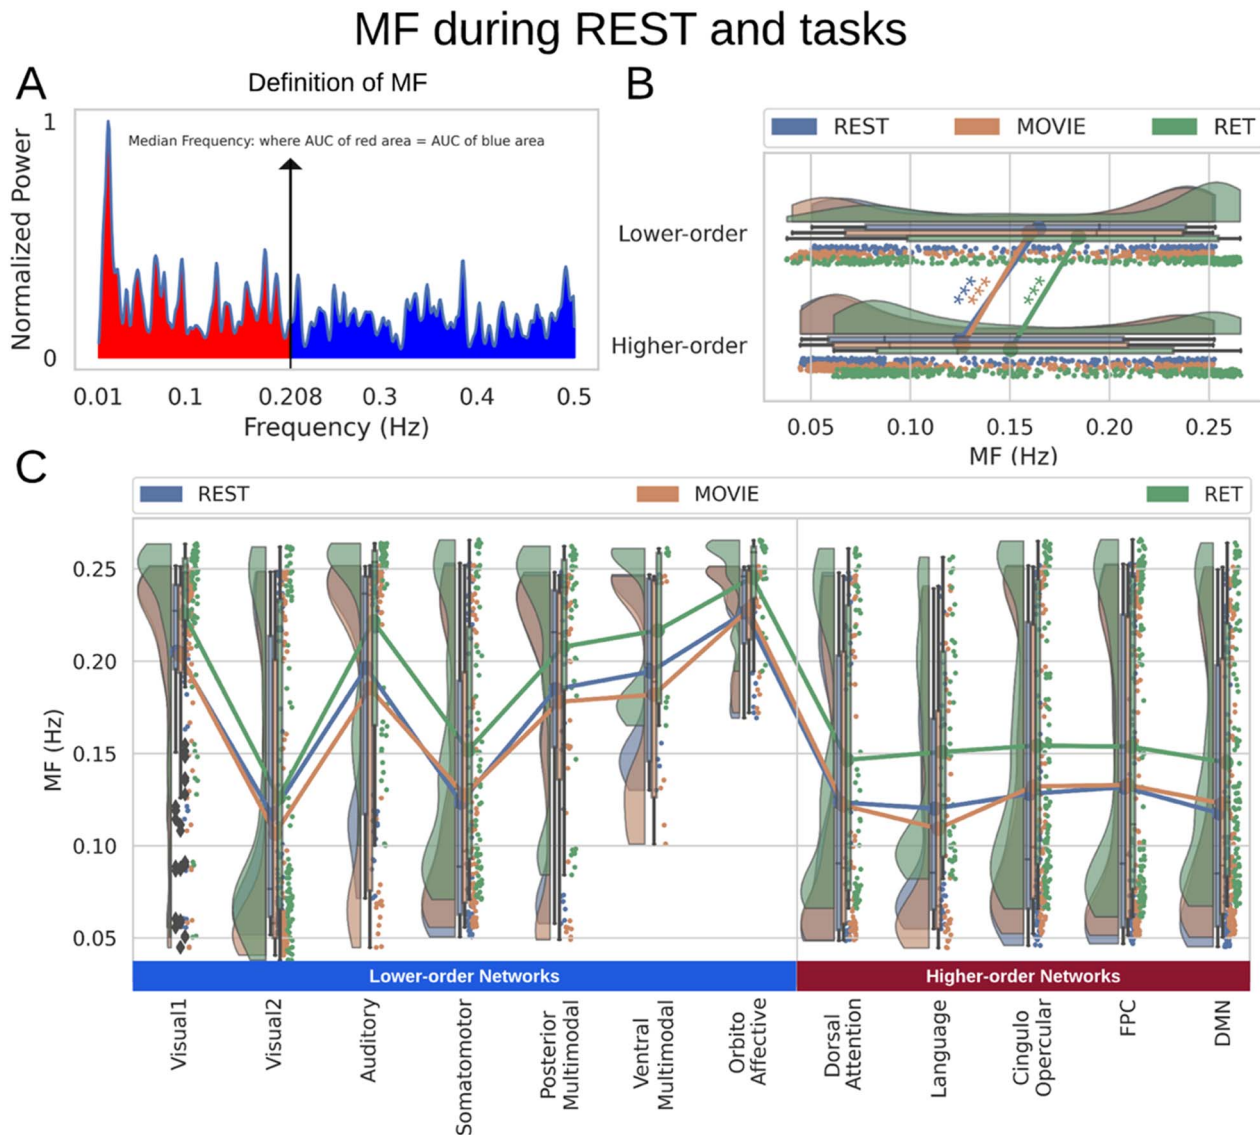 MF during REST and tasks
A
Definition of MF
1
Median Frequency: where AUC of red area = AUC of blue area
Normalized Power
0
0.01 0.1 0.208 0.3 0.4 0.5
Frequency (Hz)
B
REST MOVIE RET
Lower-order
***
***
***
Higher-order
0.05 0.10 0.15 0.20 0.25
MF (Hz)
C
REST MOVIE RET
0.25
0.20
0.15
0.10
0.05
MF (Hz)
Lower-order Networks Higher-order Networks
Visual1
Visual2
Auditory
Somatomotor
Posterior
Multimodal
Ventral
Multimodal
Orbito
Affective
Dorsal
Attention
Language
Cingulo
Opercular
FPC
DMN